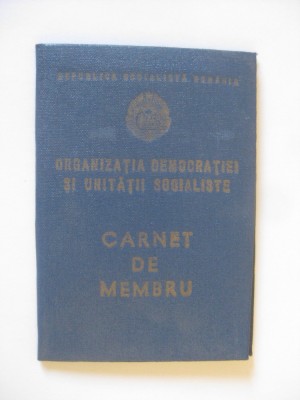 REPUBLICA SOCIALISTĂ ROMÂNIA
ORGANIZAȚIA DEMOCRAȚIEI
ȘI UNITĂȚII SOCIALISTE
CARNET
DE
MEMBRU